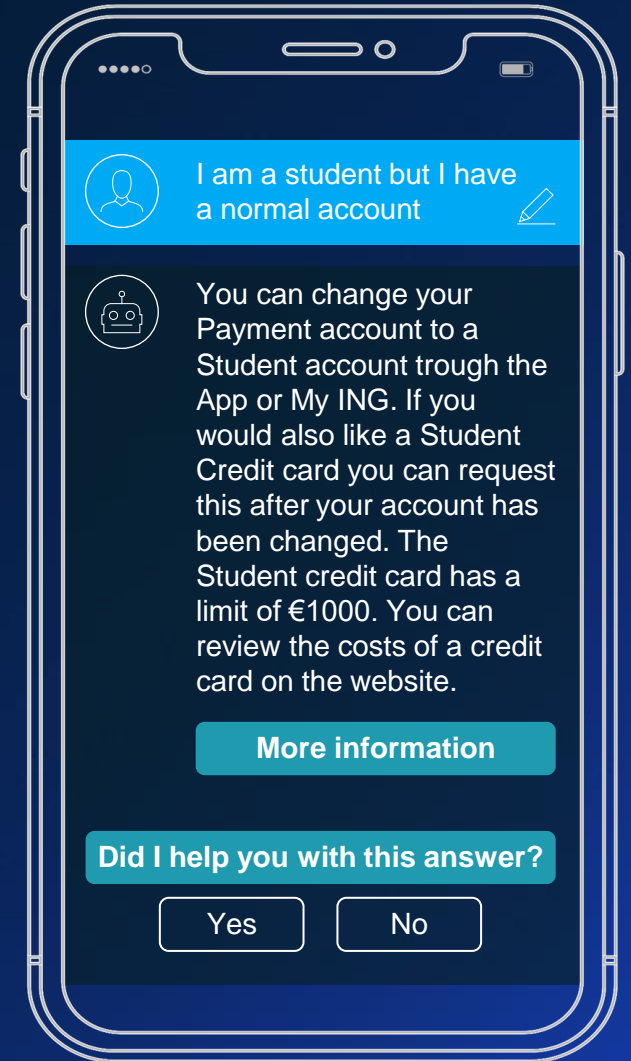 I am a student but I have
a normal account
You can change your
Payment account to a
Student account trough the
App or My ING. If you
would also like a Student
Credit card you can request
this after your account has
been changed. The
Student credit card has a
limit of €1000. You can
review the costs of a credit
card on the website.
More information
Did I help you with this answer?
Yes
No